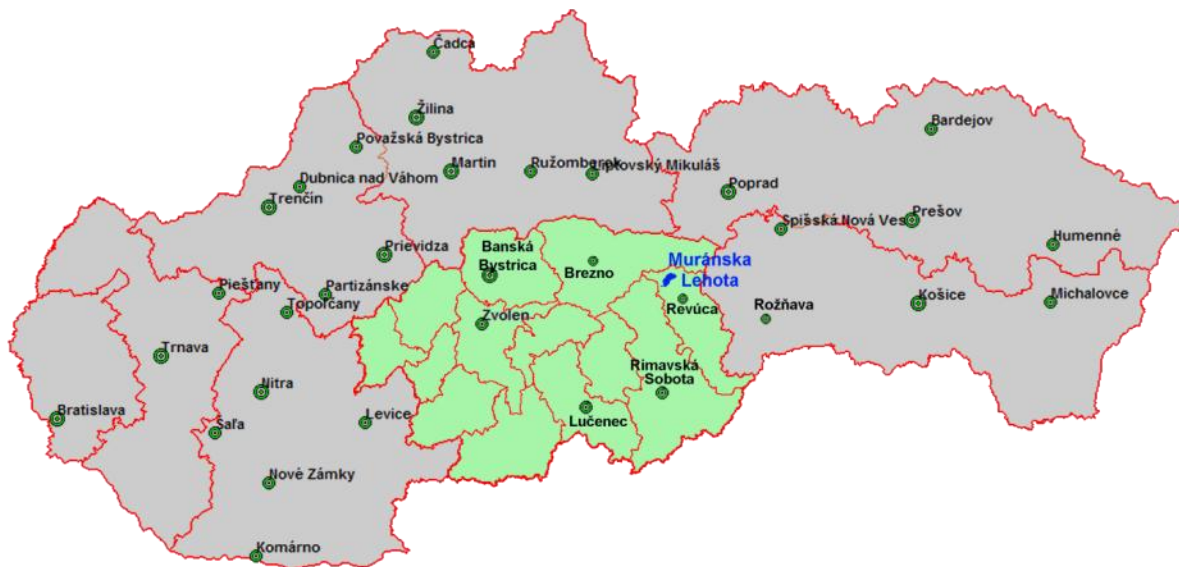 Čadca
Žilina
Bardejov
Považská Bystrica
Martin
Ružomberok
Liptovský Mikuláš
Dubnica nad Váhom
Poprad
Trenčín
Prešov
Spišská Nová Ves
Humenné
Prievidza
Banská
Bystrica
Brezno
Muránska
Lehota
Piešťany
Partizánske
Topoľčany
Revúca
Rožňava
Košice
Michalovce
Zvolen
Trnava
Rimavská
Sobota
Nitra
Bratislava
Levice
Lučenec
Šaľa
Nové Zámky
Komárno